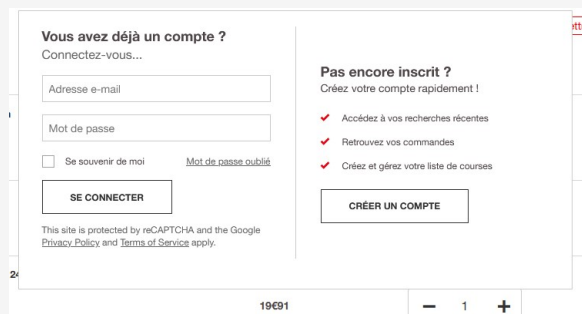 Vous avez déjà un compte ?
Connectez-vous...
Adresse e-mail
Mot de passe
Se souvenir de moi
Mot de passe oublié
SE CONNECTER
This site is protected by reCAPTCHA and the Google
Privacy Policy and Terms of Service apply.
Pas encore inscrit ?
Créez votre compte rapidement !
Accédez à vos recherches récentes
Retrouvez vos commandes
Créez et gérez votre liste de courses
CRÉER UN COMPTE
19€91
1